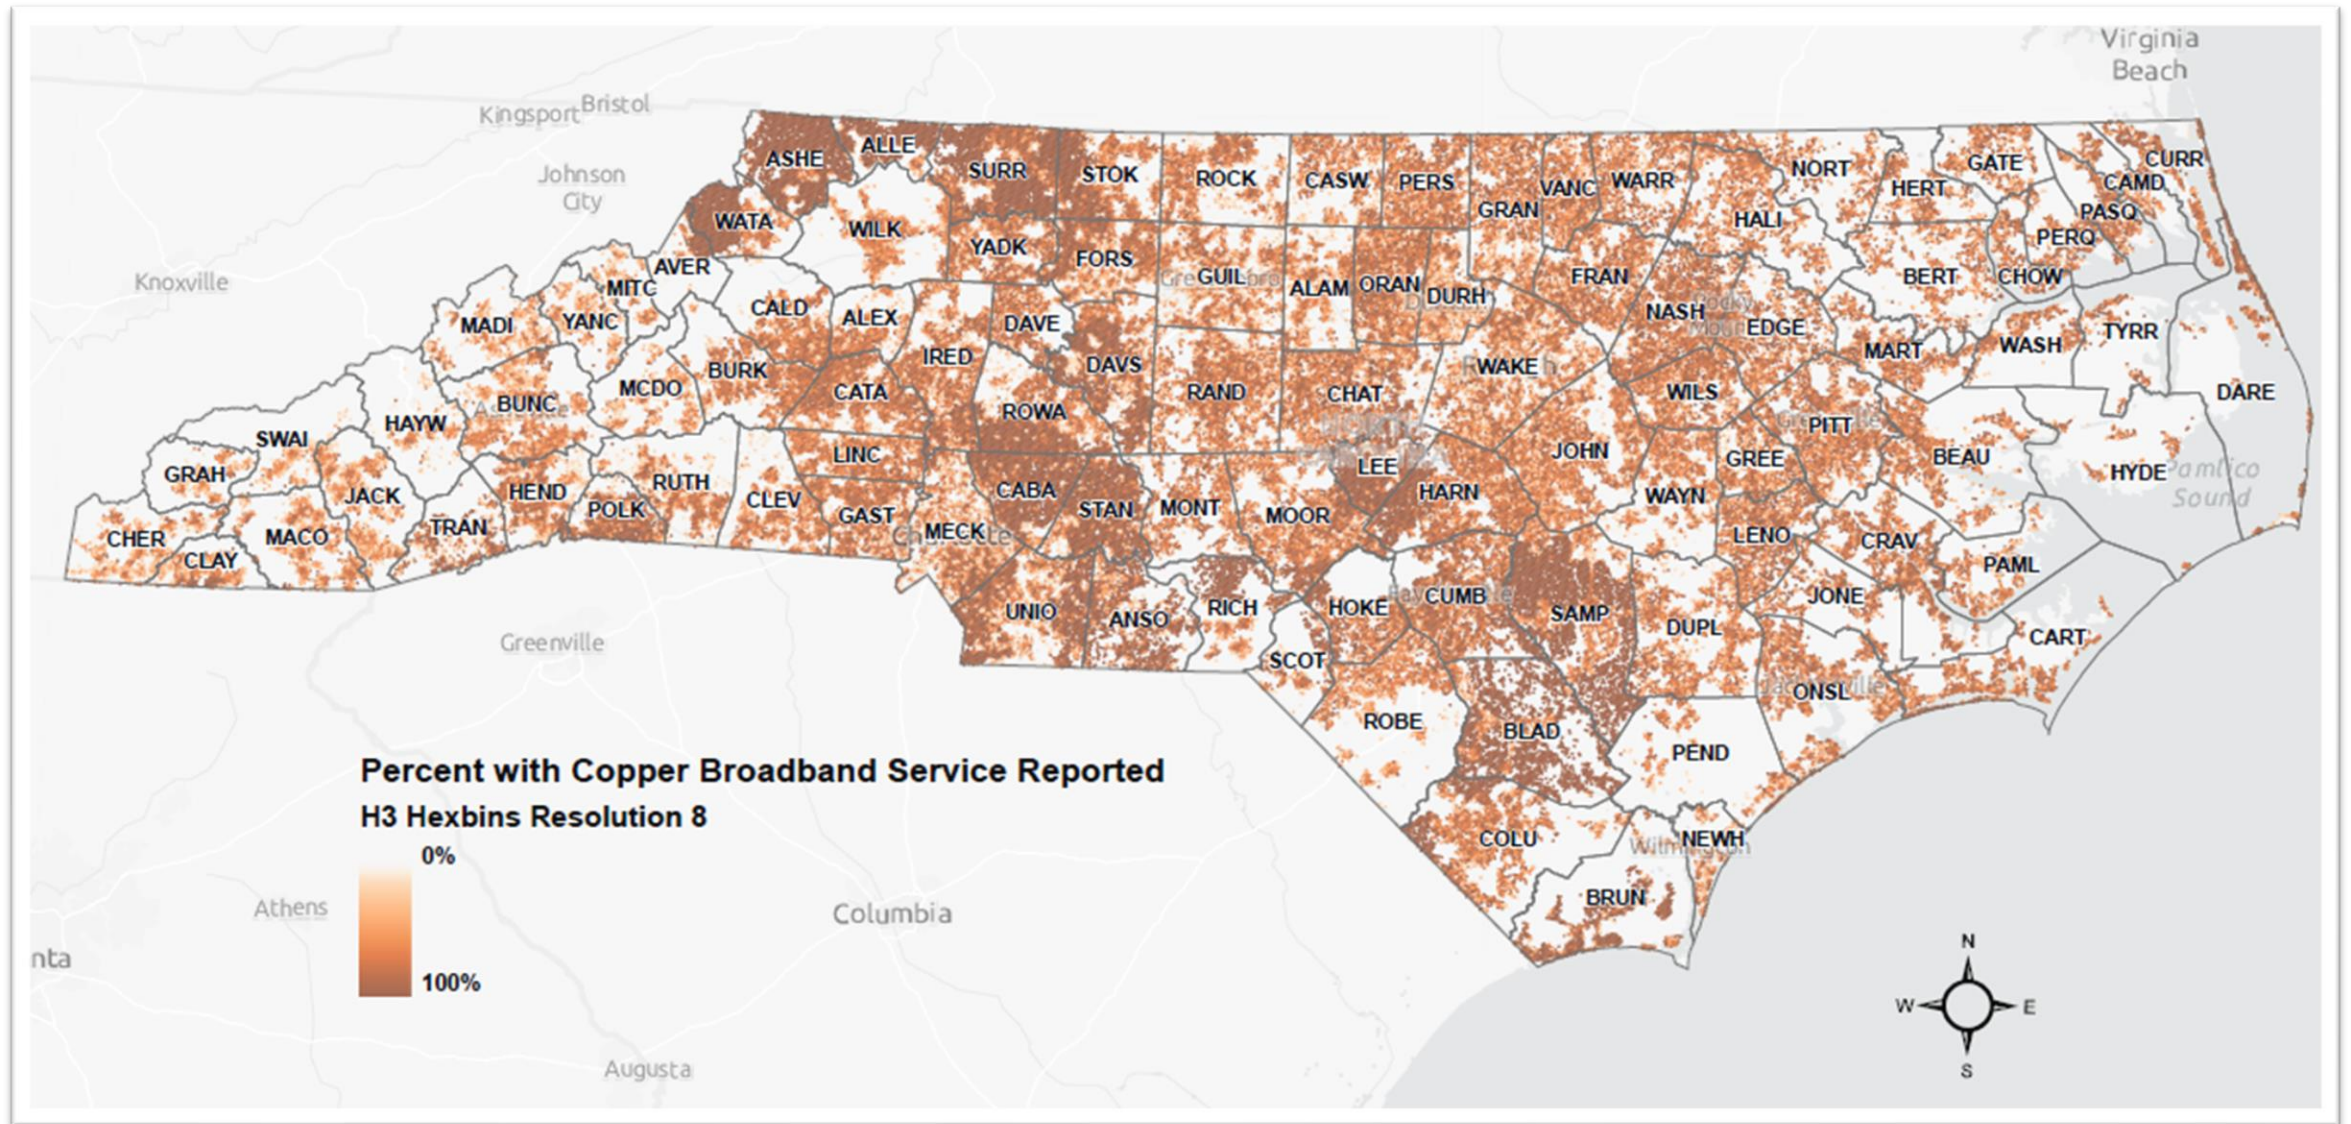 Virginia
Beach
Kingsport
Bristol
Johnson
City
Knoxville
ASHE
ALLE
SURR
STOK
ROCK
CASW
PERS
GRAN
VANC
WARR
NORT
HALI
HERT
GATE
CURR
CAMD
PASQ
PERQ
CHOW
BERT
WATA
WILK
YADK
FORS
GUIL
ALAM
ORAN
DURH
FRAN
NASH
EDGE
MART
WASH
TYRR
DARE
AVER
MITC
YANC
MADI
CALD
ALEX
IRED
DAVE
DAVS
RAND
CHAT
WAKE
WILS
PITT
BEAU
HYDE
Pamlico
Sound
BURK
MCDO
BUNC
HAYW
SWAI
GRAH
CATA
ROWA
LINC
LEE
JOHN
GREE
WAYN
HARN
JACK
CHER
CLAY
MACO
TRAN
HEND
POLK
RUTH
CLEV
GAST
MECK
CABA
STAN
MONT
MOOR
LENO
CRAV
PAML
JONE
CART
UNIO
ANSO
RICH
HOKE
CUMB
SAMP
DUPL
ONSL
SCOT
ROBE
BLAD
PEND
COLU
NEWH
Wilmington
BRUN
Greenville
Percent with Copper Broadband Service Reported
H3 Hexbins Resolution 8
0%
100%
Athens
Columbia
nta
Augusta
N
W
E
S